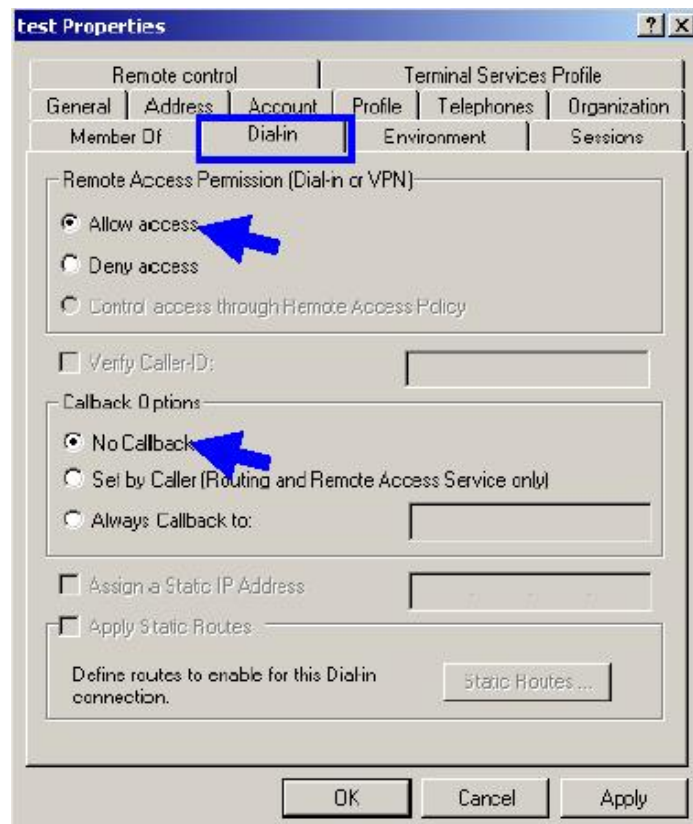 test Properties
Remote control Terminal Services Profile
General Address Account Profile Telephones Organization
Member Of Dial-in Environment Sessions
Remote Access Permission (Dial-in or VPN)
Allow access
Deny access
Control access through Remote Access Policy
Verify Caller-ID:
Callback Options
No Callback
Set by Caller (Routing and Remote Access Service only)
Always Callback to:
Assign a Static IP Address
Apply Static Routes
Define routes to enable for this Dial-in
connection.
Static Routes ...
OK Cancel Apply